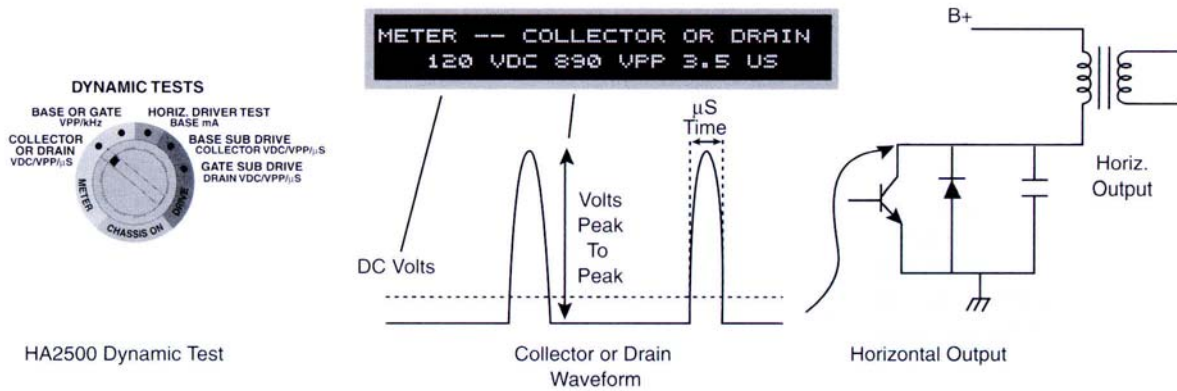 DYNAMIC TESTS
BASE OR GATE
VPP/kHz
HORIZ. DRIVER TEST
BASE mA
COLLECTOR
OR DRAIN
VDC/VPP/µS
BASE SUB DRIVE
COLLECTOR VDC/VPP/µS
GATE SUB DRIVE
DRAIN VDC/VPP/µS
METER
CHASSIS ON
DRIVE
HA2500 Dynamic Test
METER -- COLLECTOR OR DRAIN
120 VDC 890 VPP 3.5 US
µS
Time
Volts
Peak
To
Peak
DC Volts
Collector or Drain
Waveform
B+
Horiz.
Output
Horizontal Output